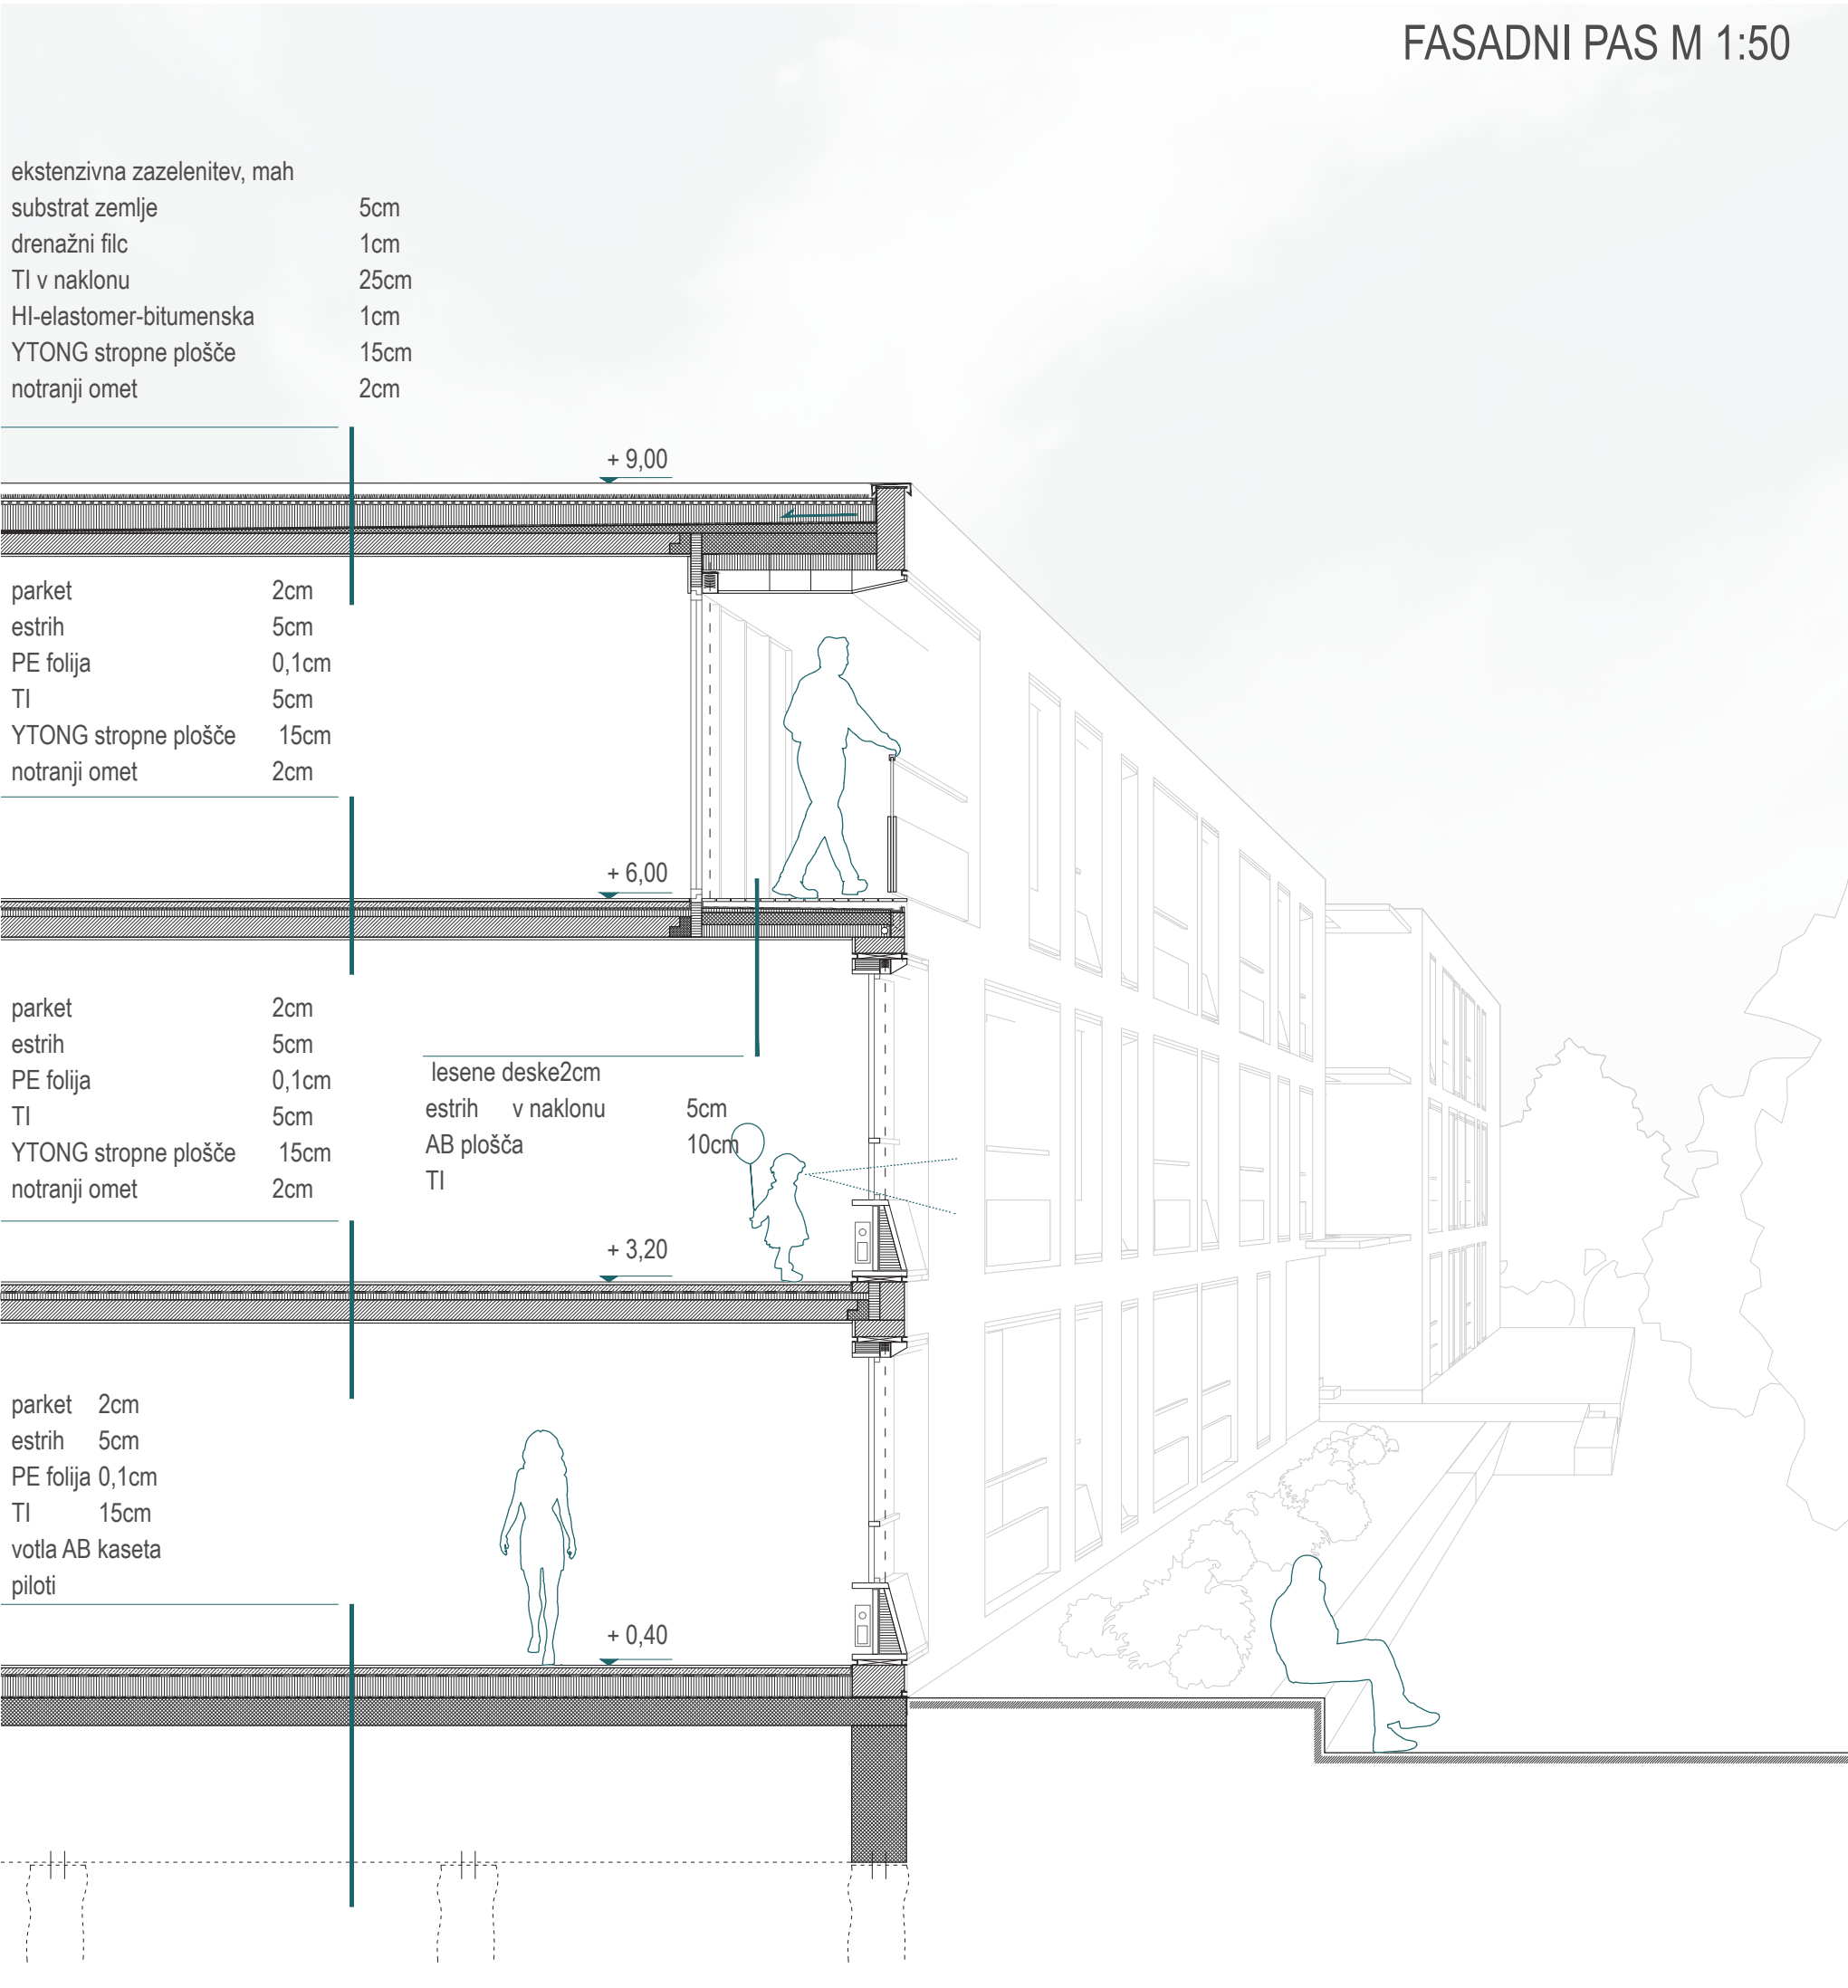 FASADNI PAS M 1:50
ekstenzivna zazelenitev, mah
substrat zemlje 5cm
drenažni filc 1cm
TI v naklonu 25cm
HI-elastomer-bitumenska 1cm
YTONG stropne plošče 15cm
notranji omet 2cm
+ 9,00
parket 2cm
estrih 5cm
PE folija 0,1cm
TI 5cm
YTONG stropne plošče 15cm
notranji omet 2cm
+ 6,00
parket 2cm
estrih 5cm
PE folija 0,1cm
TI 5cm
YTONG stropne plošče 15cm
notranji omet 2cm
lesene deske2cm
estrih v naklonu 5cm
AB plošča 10cm
TI
+ 3,20
parket 2cm
estrih 5cm
PE folija 0,1cm
TI 15cm
votla AB kaseta
piloti
+ 0,40